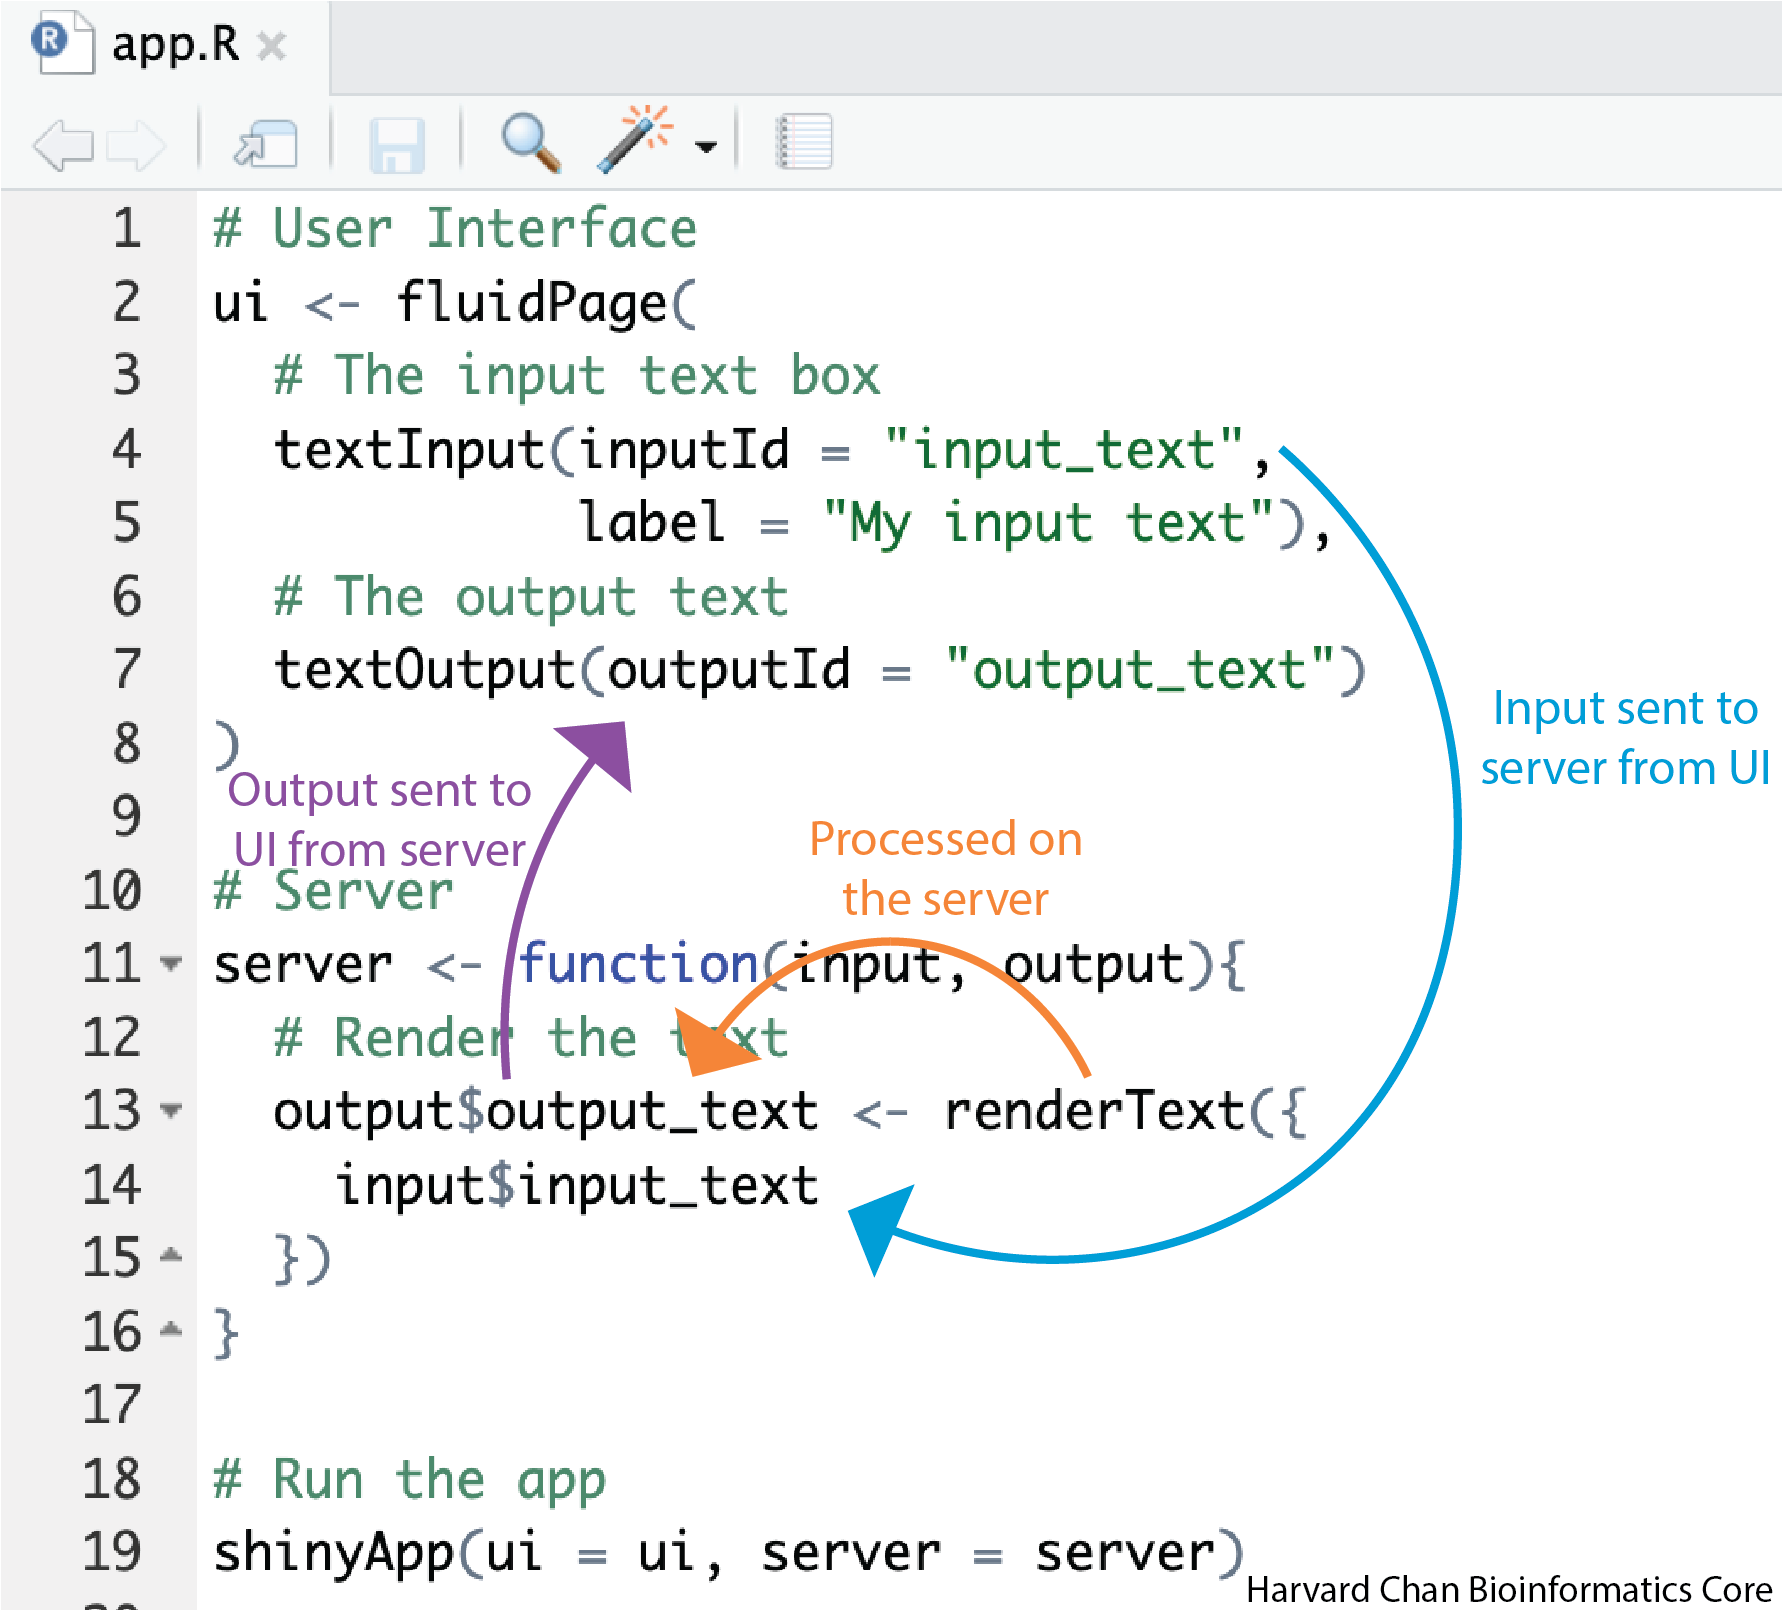 app.R
1 # User Interface
2 ui <- fluidPage(
3 # The input text box
4 textInput(inputId = "input_text",
5 label = "My input text"),
6 # The output text
7 textOutput(outputId = "output_text")
8 )
Input sent to
server from UI
Output sent to
UI from server
9
Processed on
the server
10 # Server
11 server <- function(input, output){
12 # Render the text
13 output$output_text <- renderText({
14 input$input_text
15 })
16 }
17
18 # Run the app
19 shinyApp(ui = ui, server = server)
Harvard Chan Bioinformatics Core